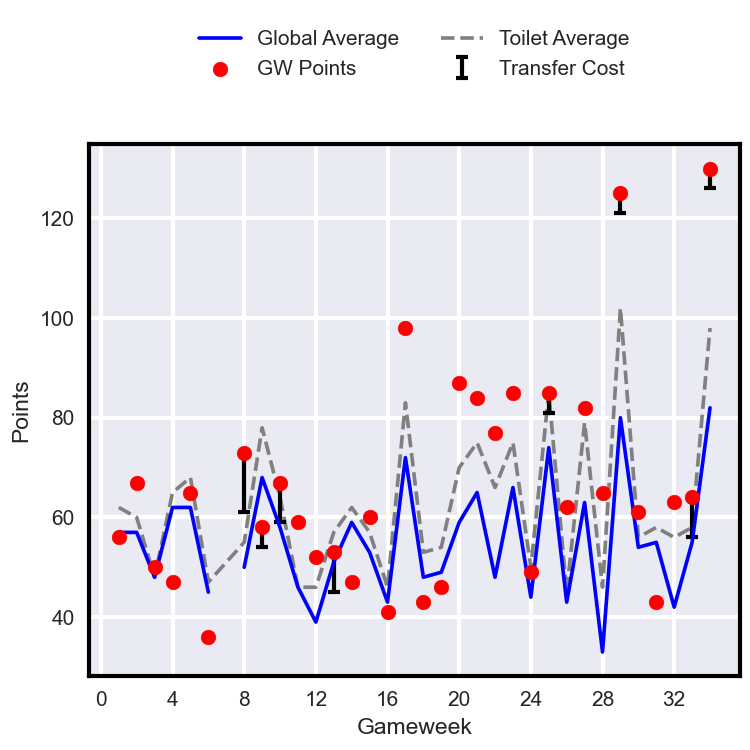 Global Average
Toilet Average
GW Points
Transfer Cost
120
100
80
60
40
Points
0 4 8 12 16 20 24 28 32
Gameweek